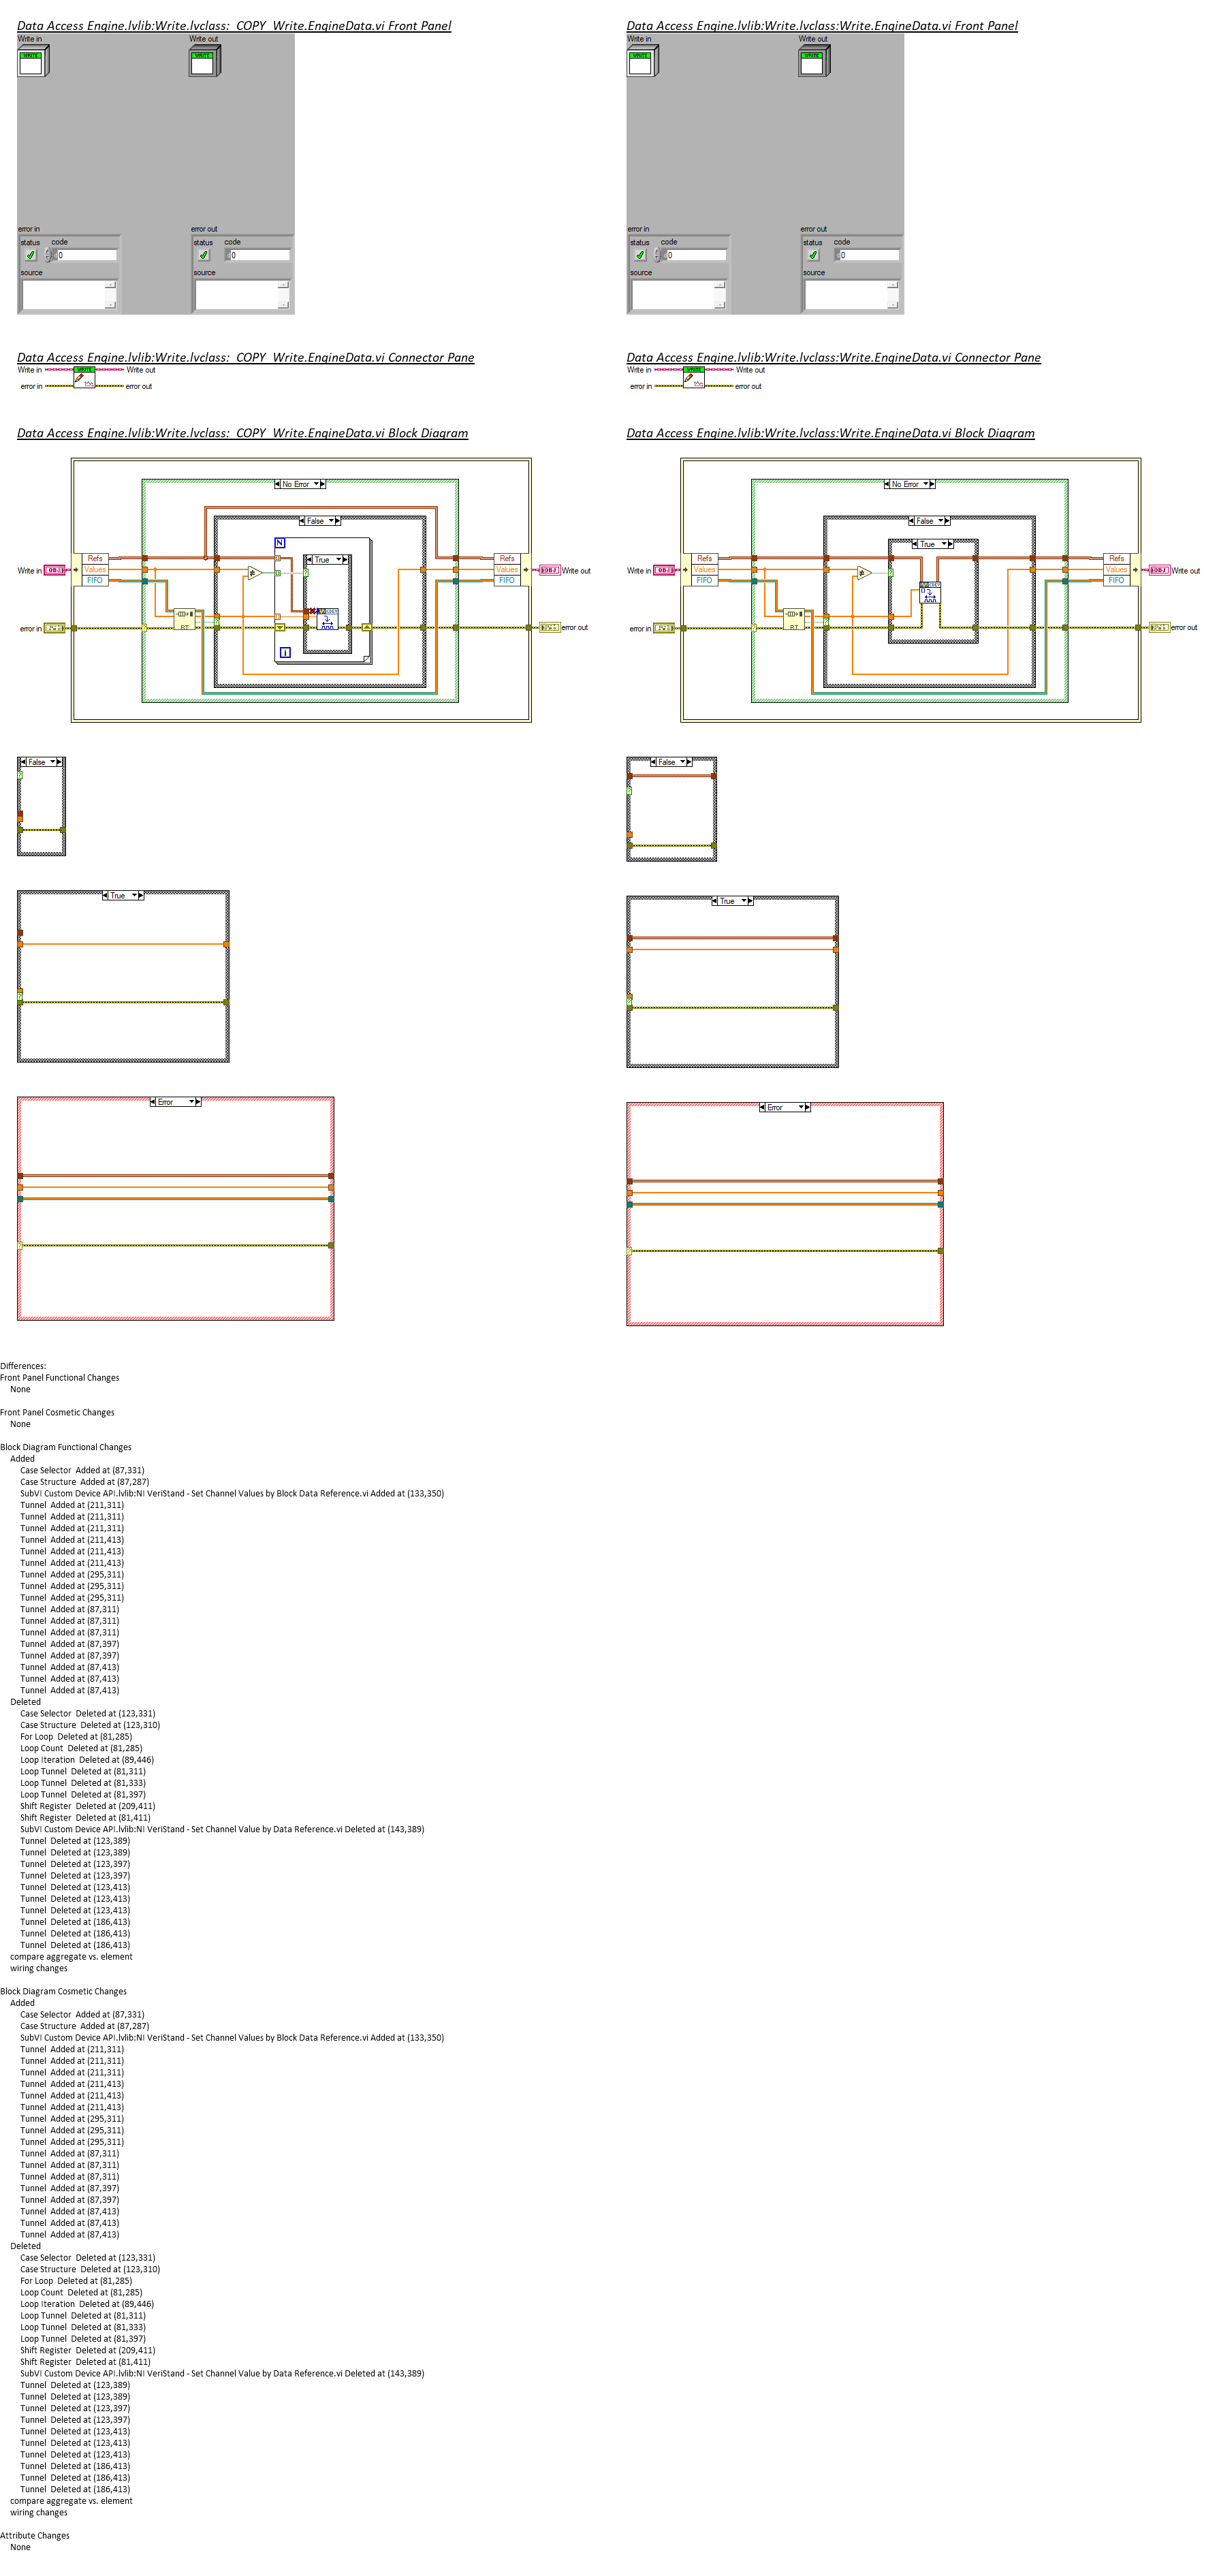 Data Access Engine.lvlib:Write.lvclass:_COPY_Write.EngineData.vi Front Panel
Write in
Write out
WRITE
WRITE
error in
error out
status
code
status
code
0
0
source
source
Data Access Engine.lvlib:Write.lvclass:Write.EngineData.vi Front Panel
Write in
Write out
WRITE
WRITE
error in
error out
status
code
status
code
0
0
source
source
Data Access Engine.lvlib:Write.lvclass:_COPY_Write.EngineData.vi Connector Pane
Write in
WRITE
Write out
error in
error out
Data Access Engine.lvlib:Write.lvclass:Write.EngineData.vi Connector Pane
Write in
WRITE
Write out
error in
error out
Data Access Engine.lvlib:Write.lvclass:_COPY_Write.EngineData.vi Block Diagram
No Error
False
N
True
Refs
Values
FIFO
Refs
Values
FIFO
Write in
OBJ
OBJ
Write out
RT
error in
error out
i
Data Access Engine.lvlib:Write.lvclass:Write.EngineData.vi Block Diagram
No Error
False
True
Refs
Values
FIFO
Refs
Values
FIFO
Write in
OBJ
OBJ
Write out
RT
error in
error out
False
False
True
True
Error
Error
Differences:
Front Panel Functional Changes
None
Front Panel Cosmetic Changes
None
Block Diagram Functional Changes
Added
Case Selector  Added at (87,331)
Case Structure  Added at (87,287)
SubVI Custom Device API.lvlib:NI VeriStand - Set Channel Values by Block Data Reference.vi Added at (133,350)
Tunnel  Added at (211,311)
Tunnel  Added at (211,311)
Tunnel  Added at (211,311)
Tunnel  Added at (211,413)
Tunnel  Added at (211,413)
Tunnel  Added at (211,413)
Tunnel  Added at (295,311)
Tunnel  Added at (295,311)
Tunnel  Added at (295,311)
Tunnel  Added at (87,311)
Tunnel  Added at (87,311)
Tunnel  Added at (87,311)
Tunnel  Added at (87,397)
Tunnel  Added at (87,397)
Tunnel  Added at (87,413)
Tunnel  Added at (87,413)
Tunnel  Added at (87,413)
Deleted
Case Selector  Deleted at (123,331)
Case Structure  Deleted at (123,310)
For Loop  Deleted at (81,285)
Loop Count  Deleted at (81,285)
Loop Iteration  Deleted at (89,446)
Loop Tunnel  Deleted at (81,311)
Loop Tunnel  Deleted at (81,333)
Loop Tunnel  Deleted at (81,397)
Shift Register  Deleted at (209,411)
Shift Register  Deleted at (81,411)
SubVI Custom Device API.lvlib:NI VeriStand - Set Channel Value by Data Reference.vi Deleted at (143,389)
Tunnel  Deleted at (123,389)
Tunnel  Deleted at (123,389)
Tunnel  Deleted at (123,397)
Tunnel  Deleted at (123,397)
Tunnel  Deleted at (123,413)
Tunnel  Deleted at (123,413)
Tunnel  Deleted at (123,413)
Tunnel  Deleted at (186,413)
Tunnel  Deleted at (186,413)
Tunnel  Deleted at (186,413)
compare aggregate vs. element
wiring changes
Block Diagram Cosmetic Changes
Added
Case Selector  Added at (87,331)
Case Structure  Added at (87,287)
SubVI Custom Device API.lvlib:NI VeriStand - Set Channel Values by Block Data Reference.vi Added at (133,350)
Tunnel  Added at (211,311)
Tunnel  Added at (211,311)
Tunnel  Added at (211,311)
Tunnel  Added at (211,413)
Tunnel  Added at (211,413)
Tunnel  Added at (211,413)
Tunnel  Added at (295,311)
Tunnel  Added at (295,311)
Tunnel  Added at (295,311)
Tunnel  Added at (87,311)
Tunnel  Added at (87,311)
Tunnel  Added at (87,311)
Tunnel  Added at (87,397)
Tunnel  Added at (87,397)
Tunnel  Added at (87,413)
Tunnel  Added at (87,413)
Tunnel  Added at (87,413)
Deleted
Case Selector  Deleted at (123,331)
Case Structure  Deleted at (123,310)
For Loop  Deleted at (81,285)
Loop Count  Deleted at (81,285)
Loop Iteration  Deleted at (89,446)
Loop Tunnel  Deleted at (81,311)
Loop Tunnel  Deleted at (81,333)
Loop Tunnel  Deleted at (81,397)
Shift Register  Deleted at (209,411)
Shift Register  Deleted at (81,411)
SubVI Custom Device API.lvlib:NI VeriStand - Set Channel Value by Data Reference.vi Deleted at (143,389)
Tunnel  Deleted at (123,389)
Tunnel  Deleted at (123,389)
Tunnel  Deleted at (123,397)
Tunnel  Deleted at (123,397)
Tunnel  Deleted at (123,413)
Tunnel  Deleted at (123,413)
Tunnel  Deleted at (123,413)
Tunnel  Deleted at (186,413)
Tunnel  Deleted at (186,413)
Tunnel  Deleted at (186,413)
compare aggregate vs. element
wiring changes
Attribute Changes
None